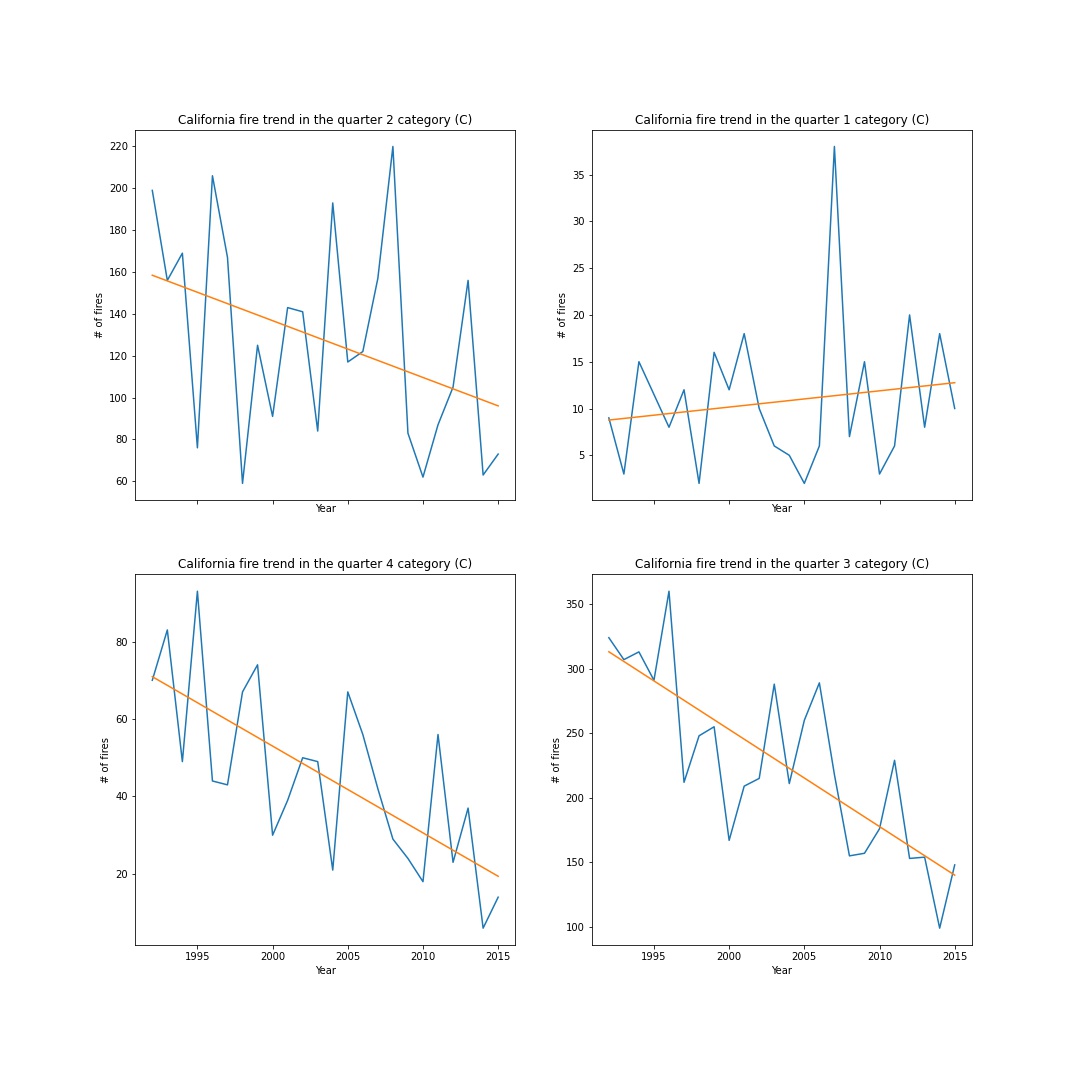 California fire trend in the quarter 2 category (C)
220
200
180
160
140
120
100
80
60
# of fires
Year
California fire trend in the quarter 1 category (C)
35
30
25
20
15
10
5
# of fires
Year
California fire trend in the quarter 4 category (C)
80
60
40
20
# of fires
1995 2000 2005 2010 2015
Year
California fire trend in the quarter 3 category (C)
350
300
250
200
150
100
# of fires
1995 2000 2005 2010 2015
Year